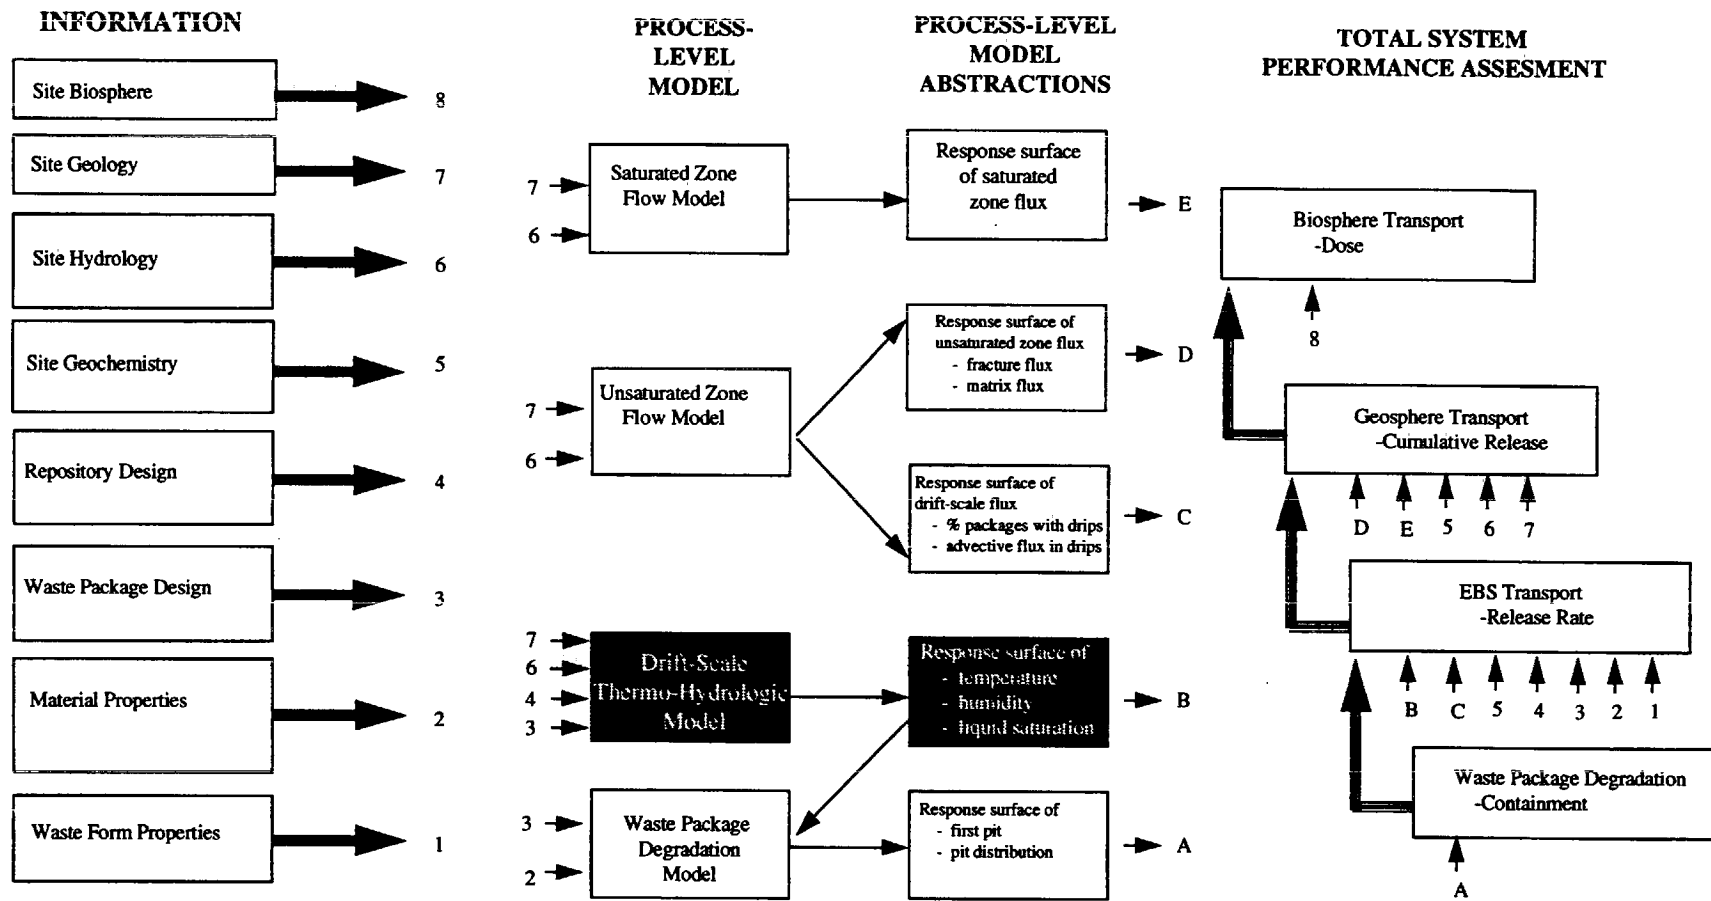 INFORMATION
Site Biosphere
8
Site Geology
7
Site Hydrology
6
Site Geochemistry
5
Repository Design
4
Waste Package Design
3
Material Properties
2
Waste Form Properties
1
PROCESS-
LEVEL
MODEL
7
6
Saturated Zone
Flow Model
7
6
Unsaturated Zone
Flow Model
7
6
4
3
Drift-Scale
Thermo-Hydrologic
Model
3
2
Waste Package
Degradation
Model
PROCESS-LEVEL
MODEL
ABSTRACTIONS
Response surface
of saturated
zone flux
E
Response surface of
unsaturated zone flux
- fracture flux
- matrix flux
D
Response surface of
drift-scale flux
- % packages with drips
- advective flux in drips
C
Response surface of
- temperature
- humidity
- liquid saturation
B
Response surface of
- first pit
- pit distribution
A
TOTAL SYSTEM
PERFORMANCE ASSESMENT
Biosphere Transport
-Dose
8
Geosphere Transport
-Cumulative Release
D E 5 6 7
EBS Transport
-Release Rate
B C 5 4 3 2 1
Waste Package Degradation
-Containment
A